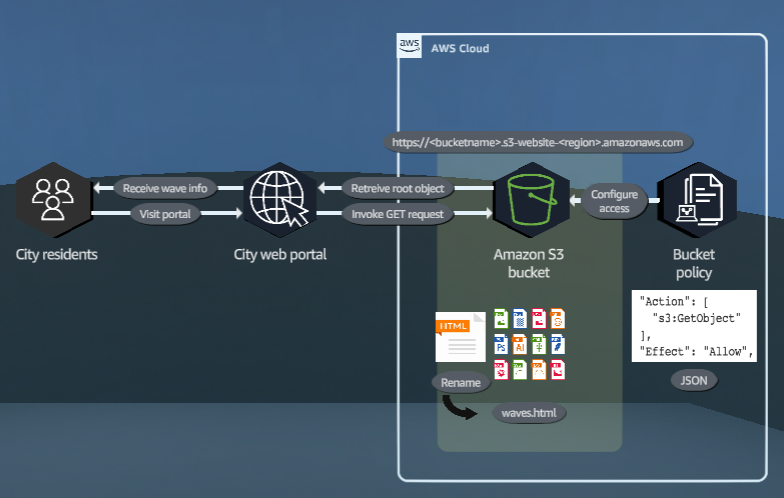 aws
AWS Cloud
https://<bucketname>.s3-website-<region>.amazonaws.com
Receive wave info
Retreive root object
Configure
access
Visit portal
Invoke GET request
City residents
City web portal
Amazon S3
bucket
Bucket
policy
"Action": [
"s3:GetObject"
],
"Effect": "Allow",
HTML
Ps
Ai
Rename
JSON
waves.html